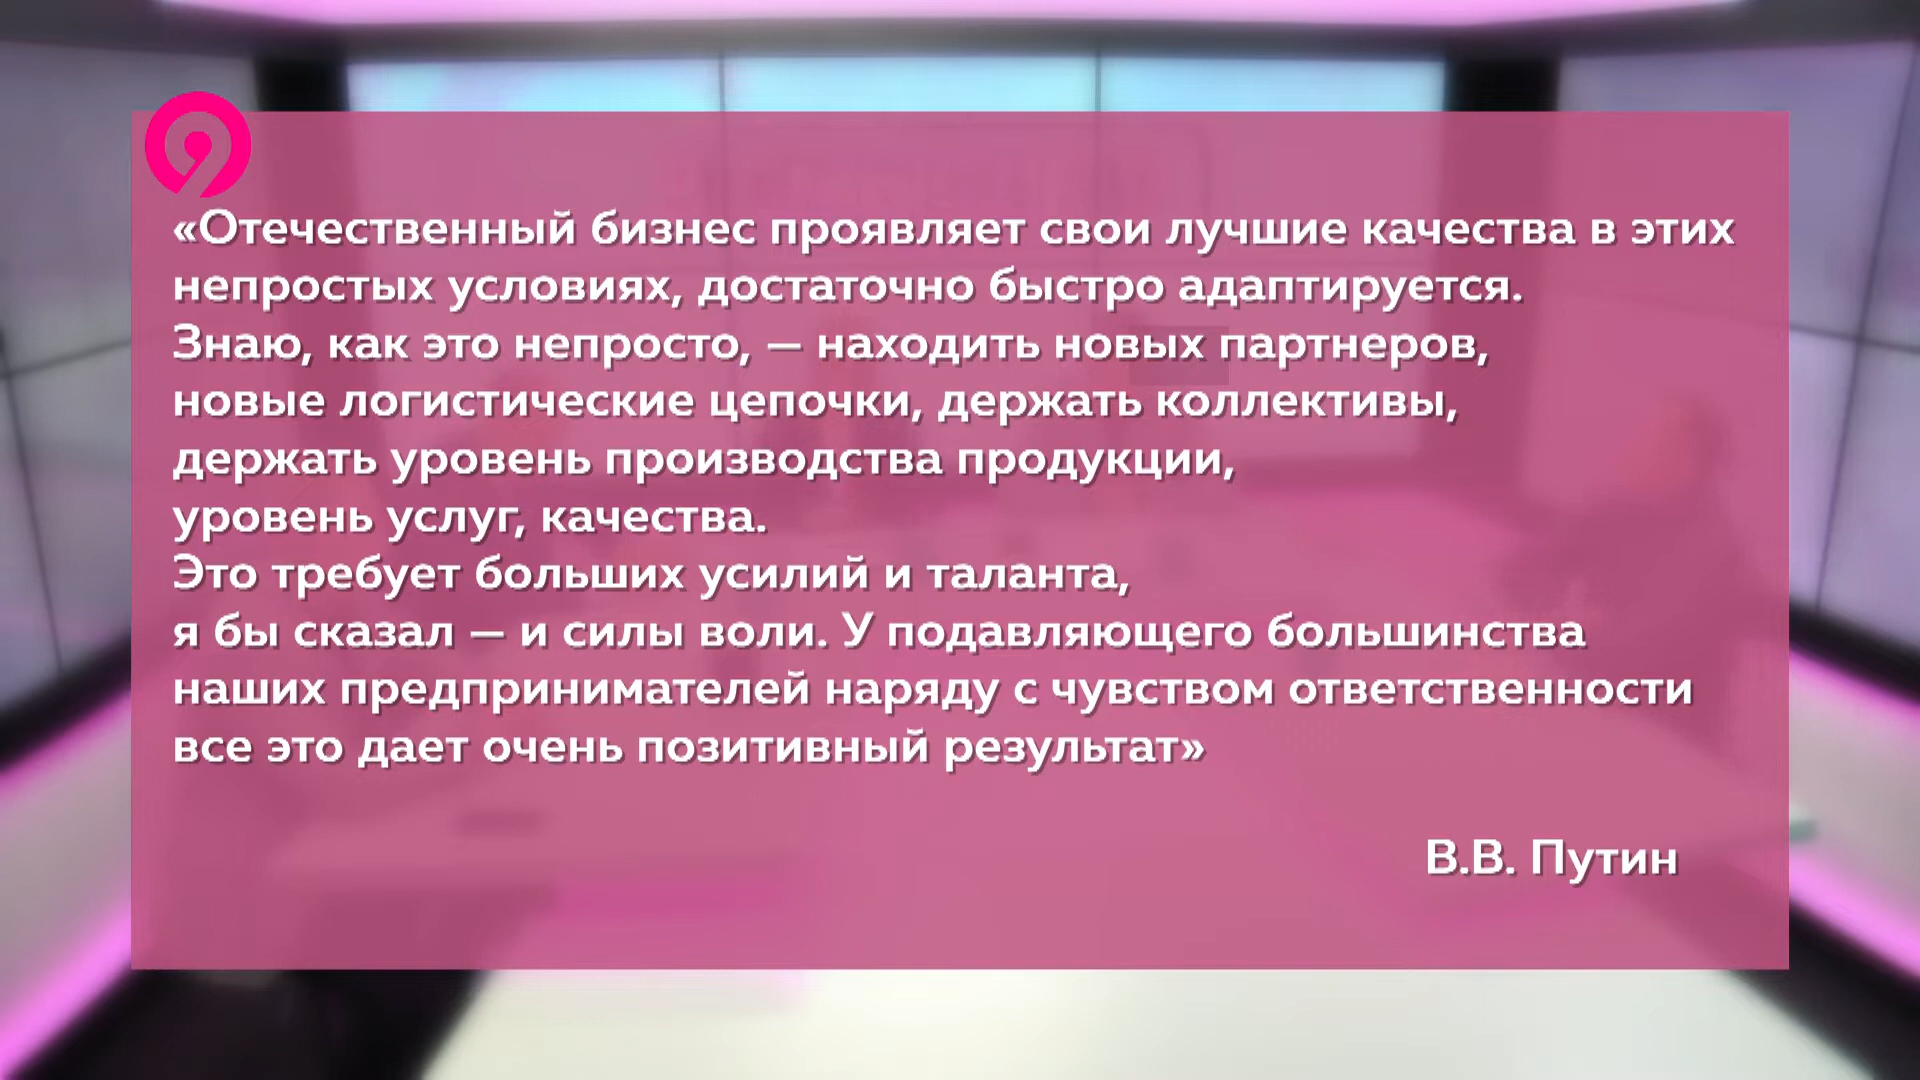 «Отечественный бизнес проявляет свои лучшие качества в этих
непростых условиях, достаточно быстро адаптируется.
Знаю, как это непросто, — находить новых партнеров,
новые логистические цепочки, держать коллективы,
держать уровень производства продукции,
уровень услуг, качества.
Это требует больших усилий и таланта,
я бы сказал — и силы воли. У подавляющего большинства
наших предпринимателей наряду с чувством ответственности
все это дает очень позитивный результат»
В.В. Путин